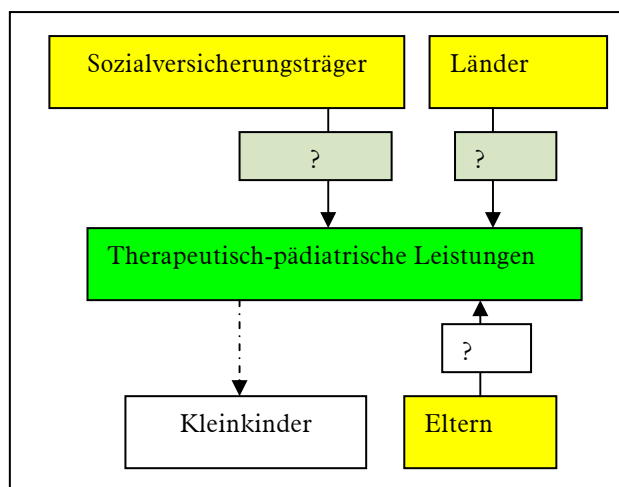 Sozialversicherungsträger
Länder
?
?
Therapeutisch-pädiatrische Leistungen
?
Kleinkinder
Eltern